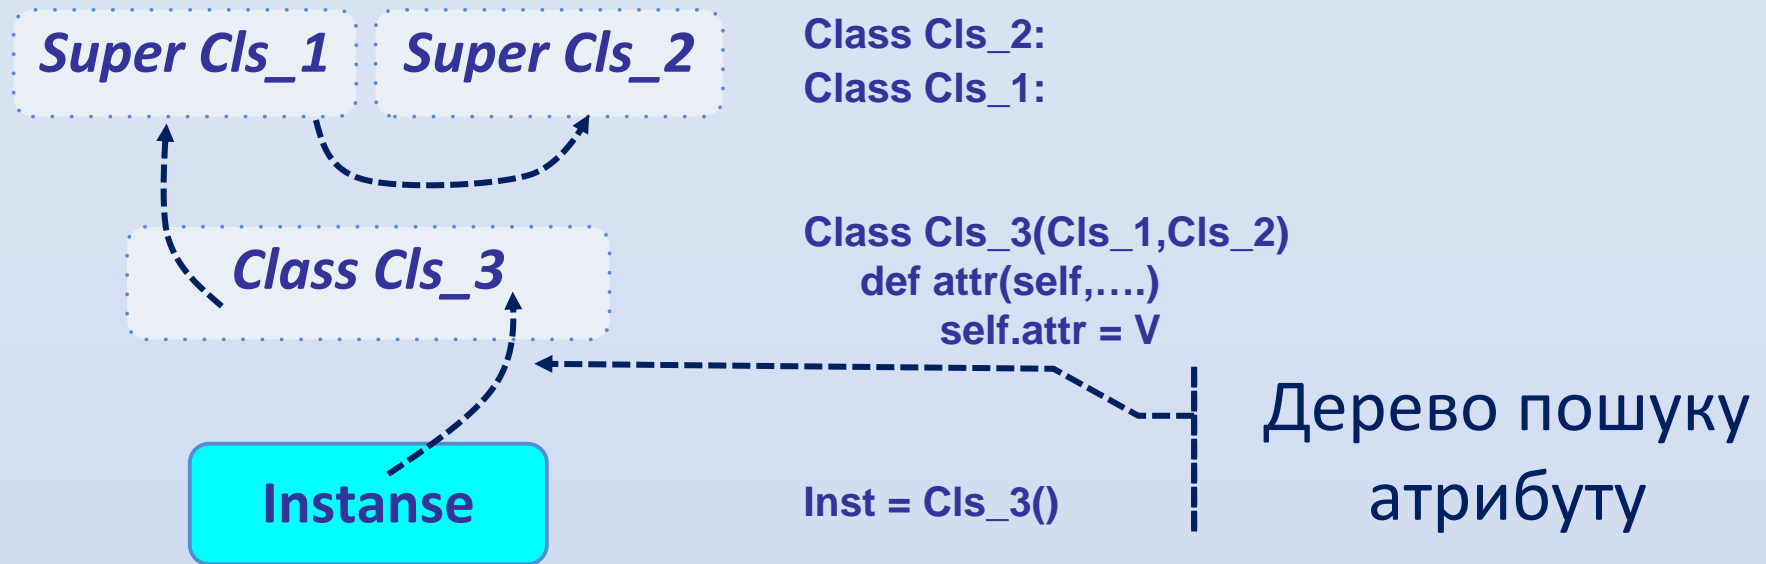 Super Cls_1
Super Cls_2
Class Cls_2:
Class Cls_1:
Class Cls_3
Class Cls_3(Cls_1,Cls_2)
def attr(self,….)
self.attr = V
Дерево пошуку
атрибуту
Instanse
Inst = Cls_3()